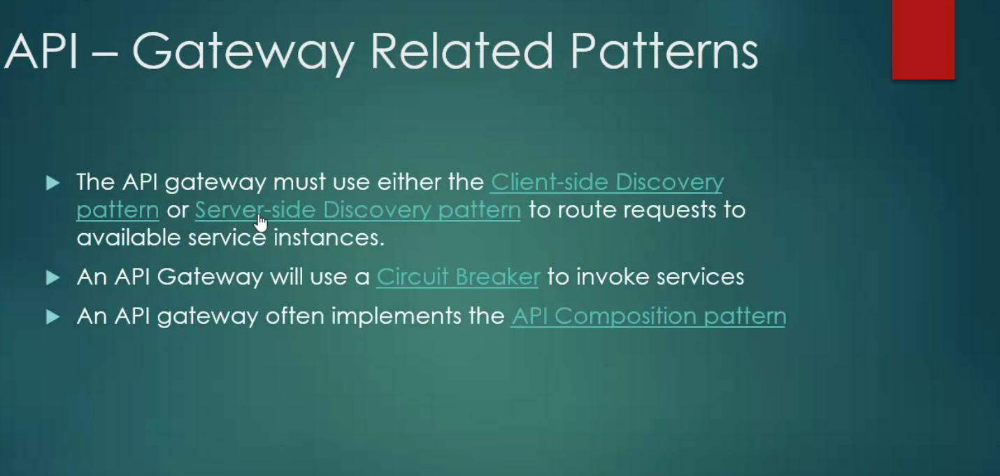 API – Gateway Related Patterns
The API gateway must use either the Client-side Discovery
pattern or Server-side Discovery pattern to route requests to
available service instances.
An API Gateway will use a Circuit Breaker to invoke services
An API gateway often implements the API Composition pattern